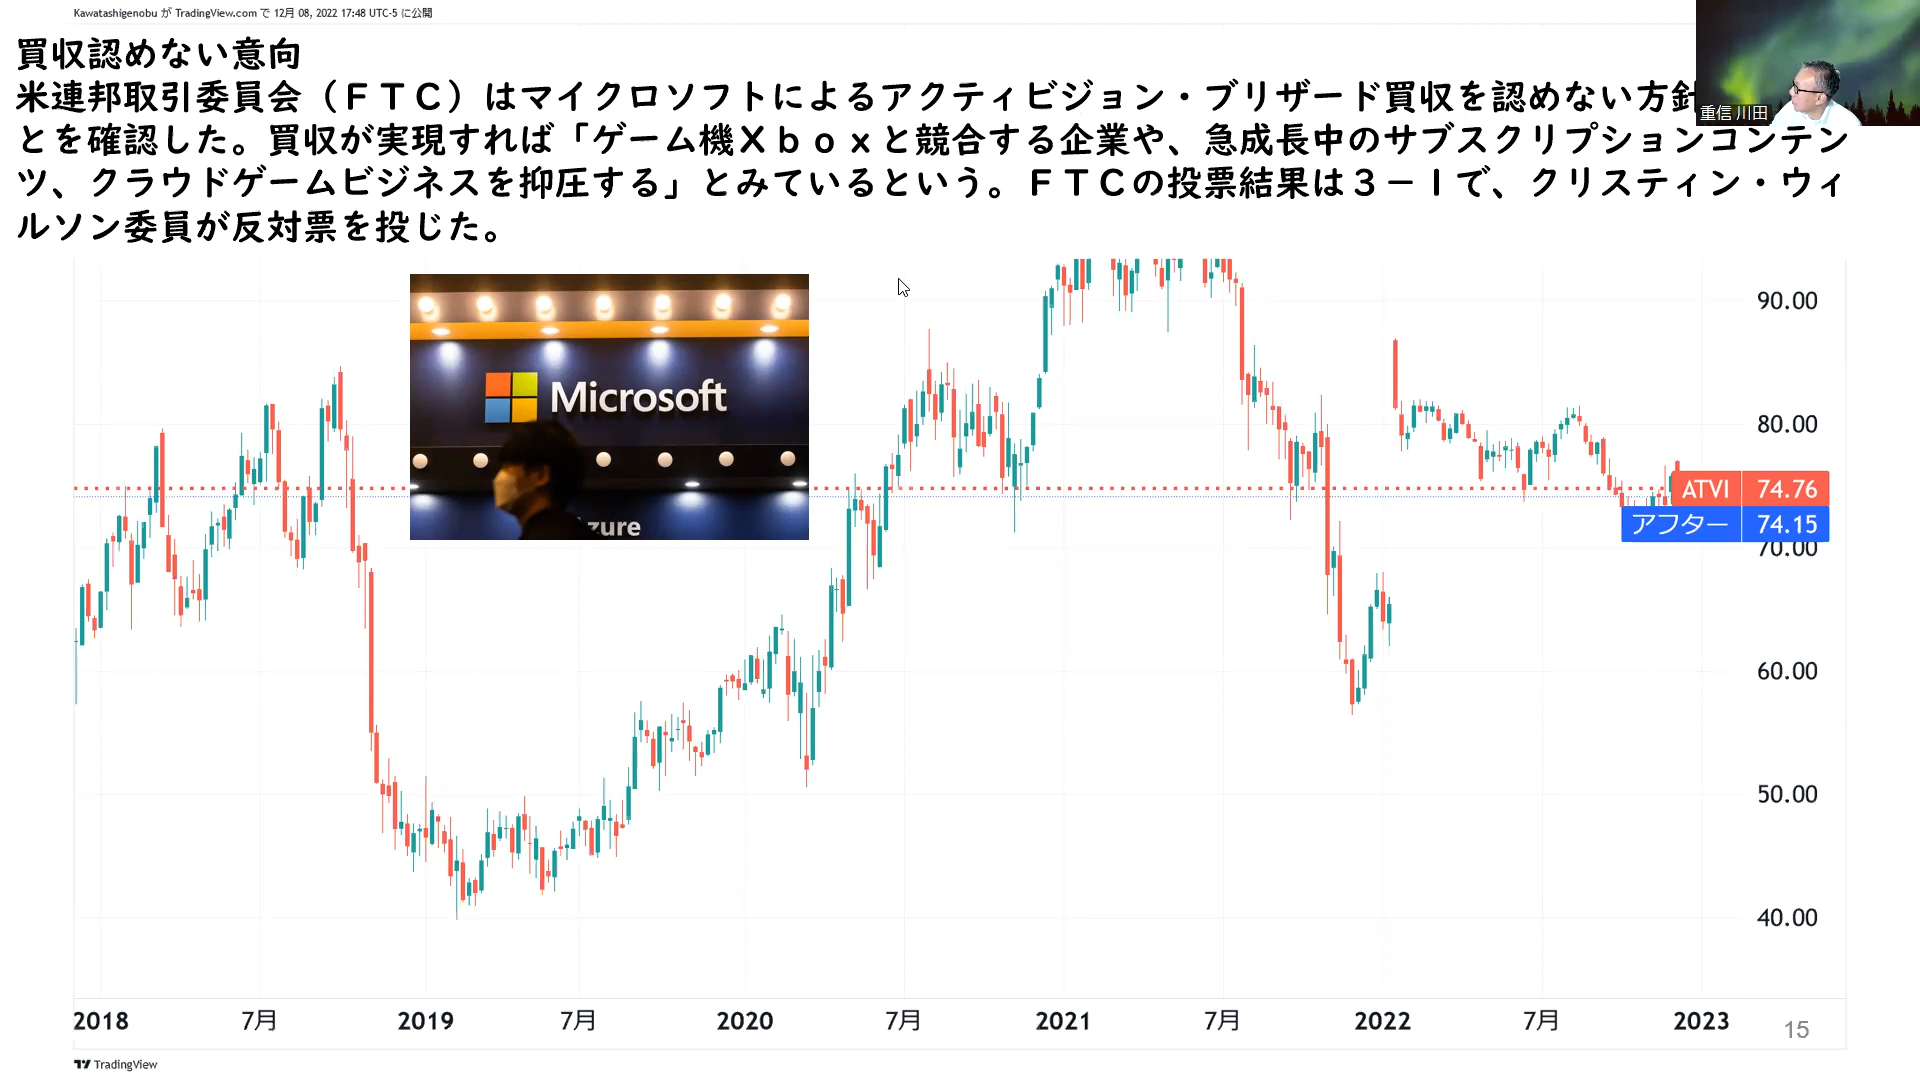 Kawatashigenobu が TradingView.com で 12月 08, 2022 17:48 UTC-5 に公開
買収認めない意向
米連邦取引委員会（ＦＴＣ）はマイクロソフトによるアクティビジョン・ブリザード買収を認めない方針
とを確認した。買収が実現すれば「ゲーム機Ｘｂｏｘと競合する企業や、急成長中のサブスクリプションコンテン
ツ、クラウドゲームビジネスを抑圧する」とみているという。ＦＴＣの投票結果は３－１で、クリスティン・ウィ
ルソン委員が反対票を投じた。
重信 川田
Microsoft
Azure
90.00
80.00
ATVI 74.76
アフター 74.15
70.00
60.00
50.00
40.00
2018 7月 2019 7月 2020 7月 2021 7月 2022 7月 2023
15
TradingView